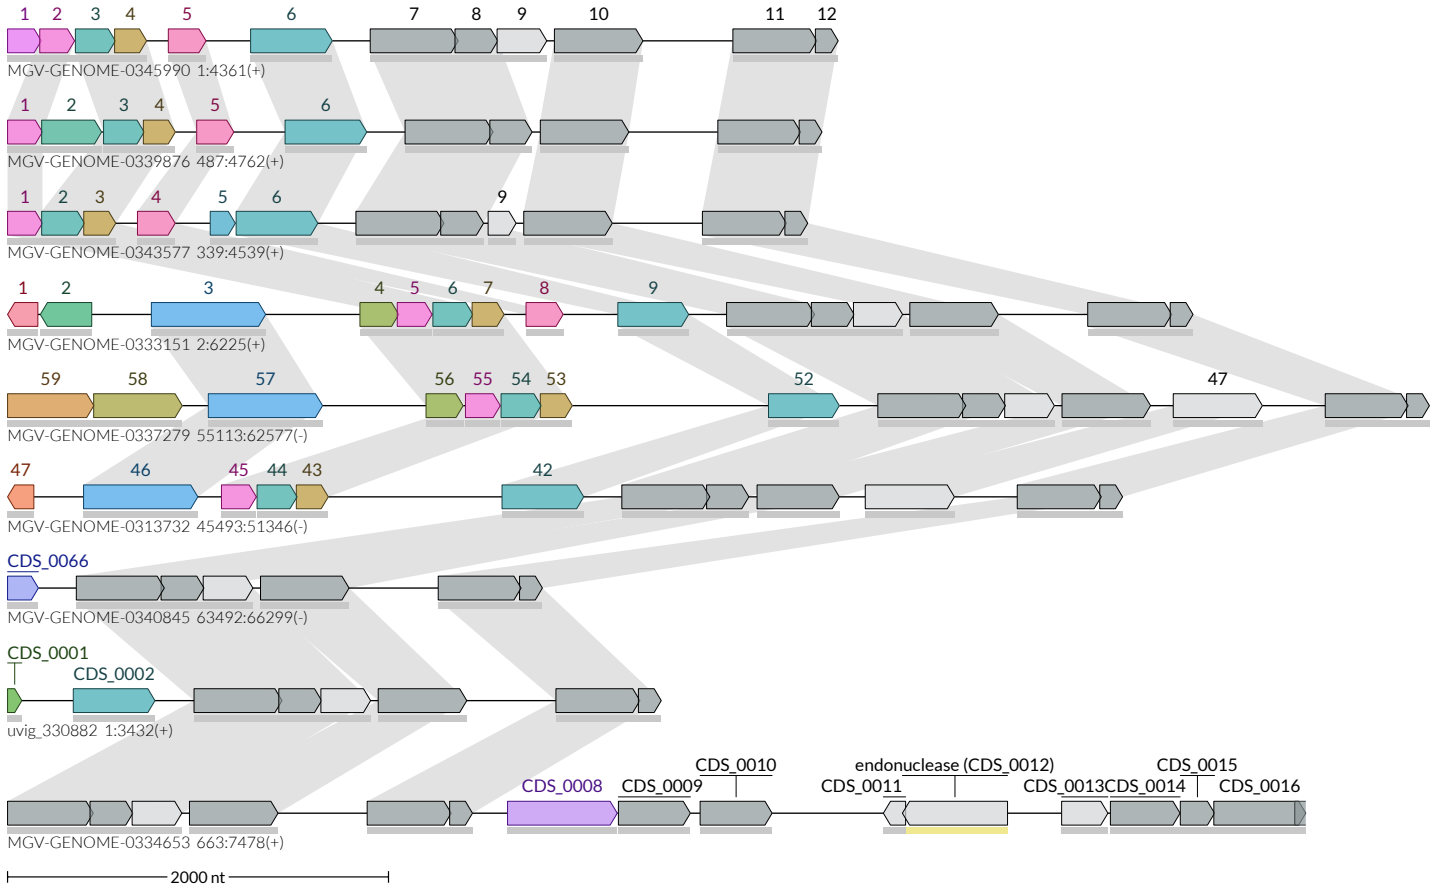 1 2 3 4 5 6 7 8 9 10 11 12
MGV-GENOME-0345990 1:4361(+)
1 2 3 4 5 6
MGV-GENOME-0339876 487:4762(+)
1 2 3 4 5 6 9
MGV-GENOME-0343577 339:4539(+)
1 2 3 4 5 6 7 8 9
MGV-GENOME-0333151 2:6225(+)
59 58 57 56 55 54 53 52 47
MGV-GENOME-0337279 55113:62577(-)
47 46 45 44 43 42
MGV-GENOME-0313732 45493:51346(-)
CDS_0066
MGV-GENOME-0340845 63492:66299(-)
CDS_0001
CDS_0002
uvig_330882 1:3432(+)
CDS_0010 endonuclease (CDS_0012) CDS_0015
CDS_0008 CDS_0009 CDS_0011 CDS_0013 CDS_0014 CDS_0016
MGV-GENOME-0334653 663:7478(+)
2000 nt